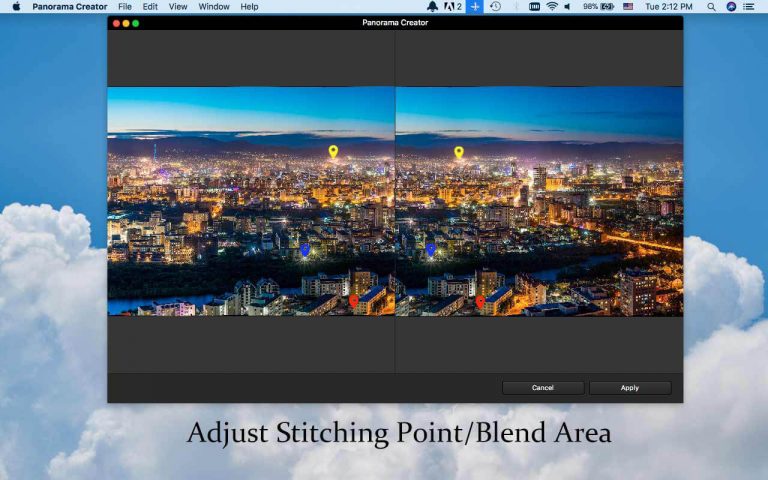 Panorama Creator File Edit View Window Help 2 98% Tue 2:12 PM
Panorama Creator
Cancel Apply
Adjust Stitching Point/Blend Area